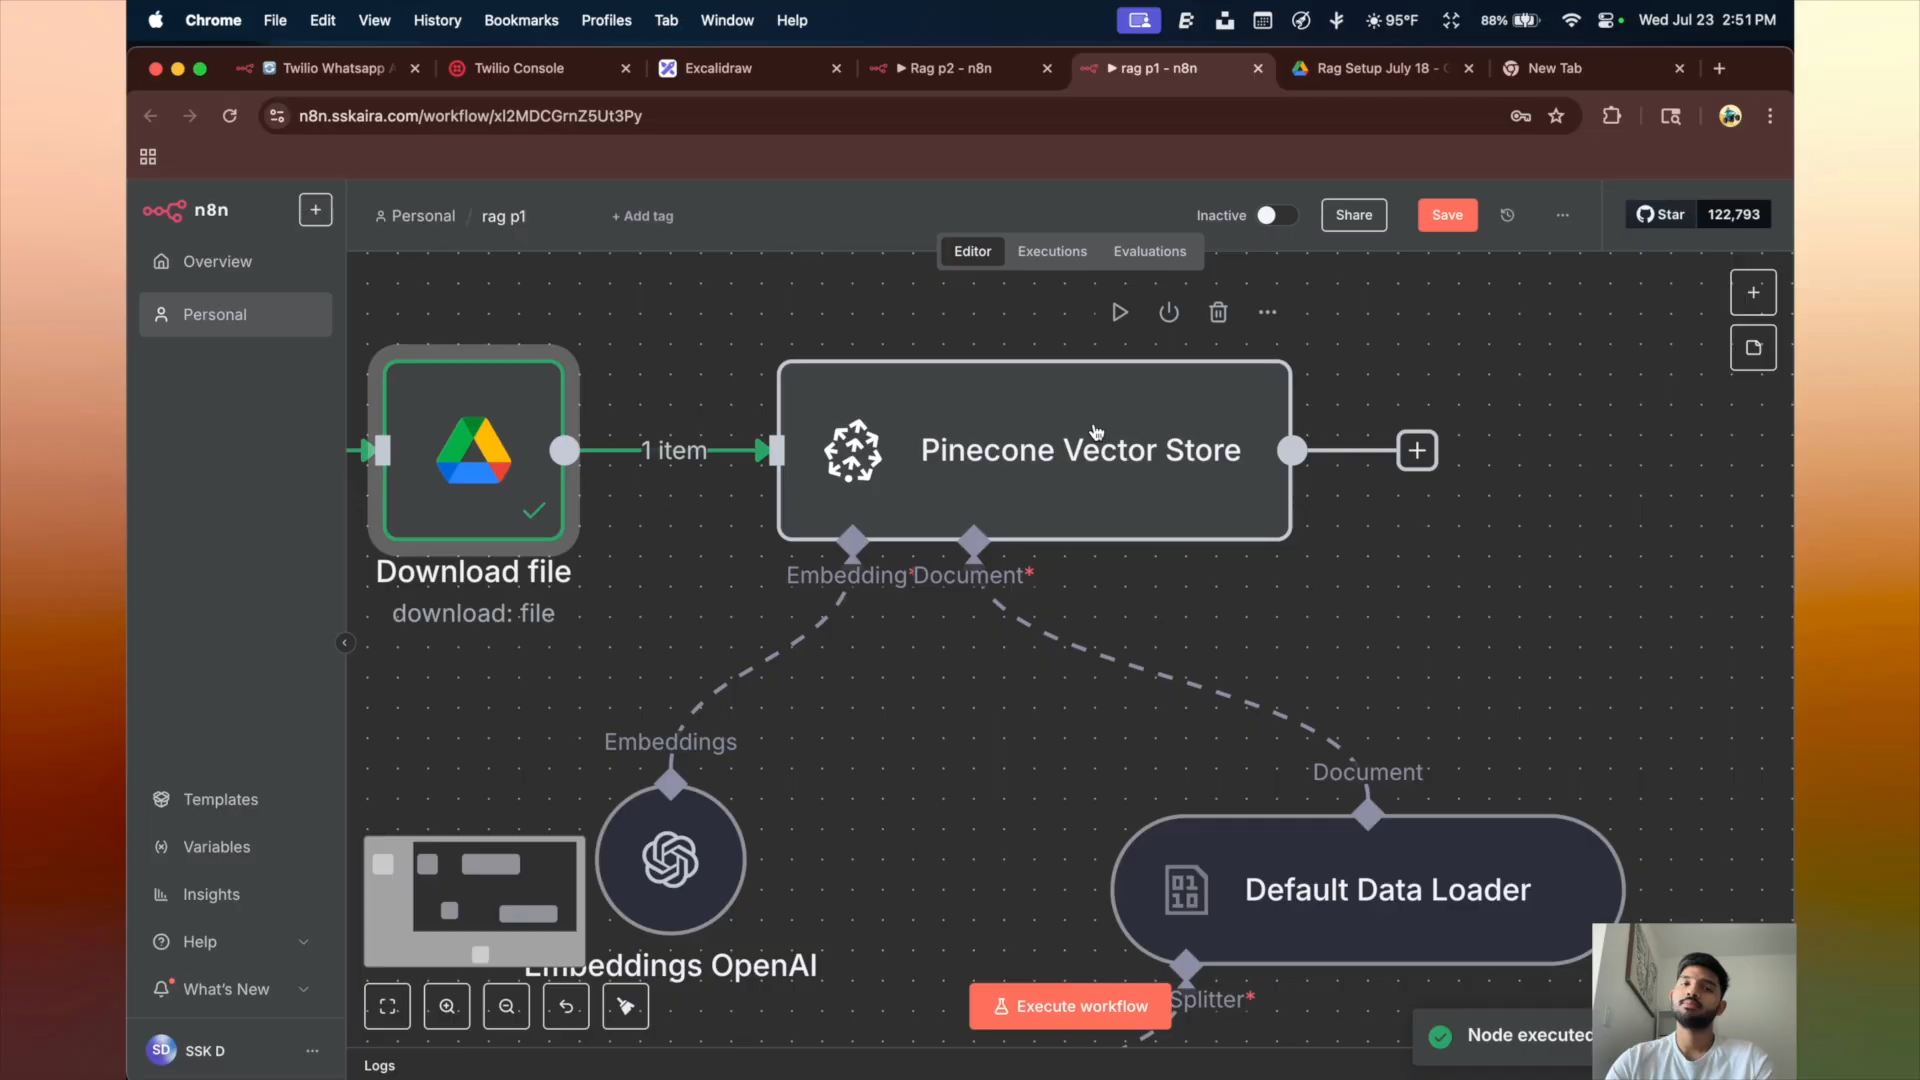 Chrome File Edit View History Bookmarks Profiles Tab Window Help 95°F 88% Wed Jul 23 2:51 PM
Twilio Whatsapp Twilio Console Excalidraw Rag p2 - n8n rag p1 - n8n Rag Setup July 18 - New Tab
n8n.sskaira.com/workflow/xl2MDCGrnZ5Ut3Py
n8n
Personal / rag p1 + Add tag Inactive Share Save Star 122,793
Editor Executions Evaluations
Overview
Personal
1 item
Pinecone Vector Store
Download file
download: file
Embedding* Document*
Embeddings
Document
Default Data Loader
Embeddings OpenAI
Splitter*
Templates
Variables
Insights
Help
What's New
SD SSK D
Execute workflow
Node executed
Logs